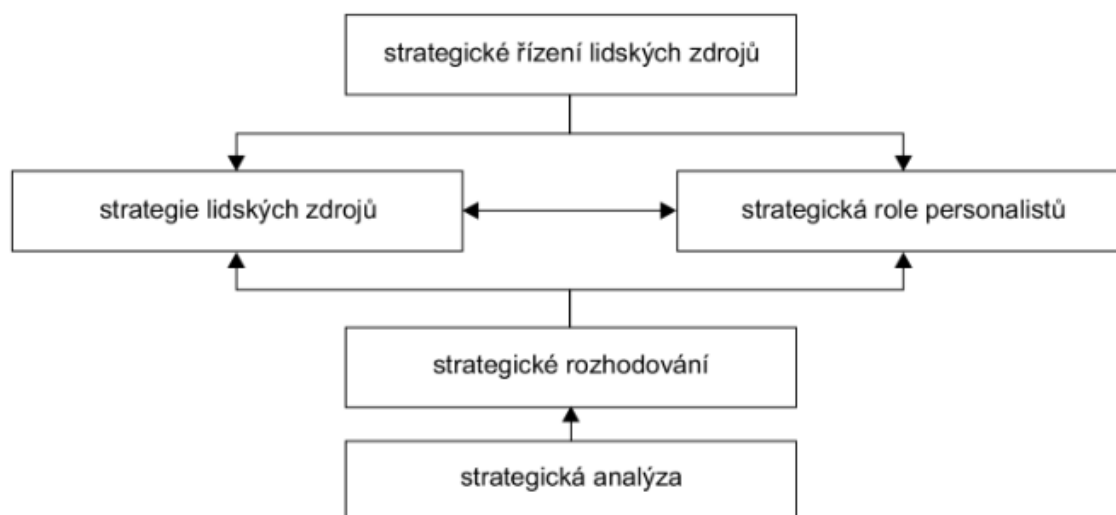 strategické řízení lidských zdrojů
strategie lidských zdrojů
strategická role personalistů
strategické rozhodování
strategická analýza